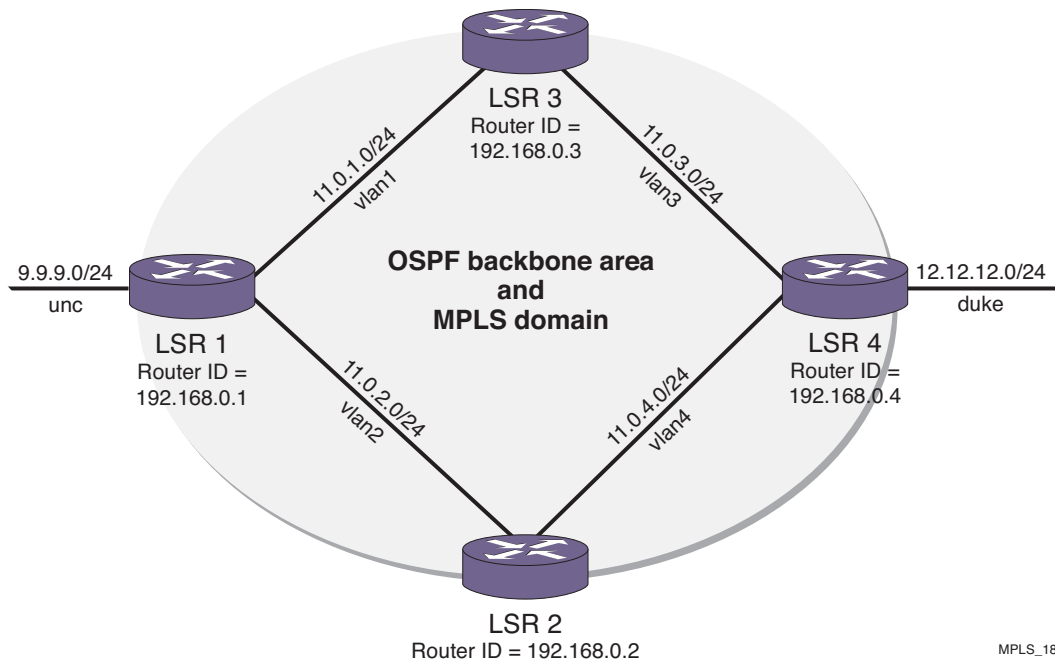 LSR 3
Router ID =
192.168.0.3
11.0.1.0/24
vlan1
11.0.3.0/24
vlan3
9.9.9.0/24
unc
OSPF backbone area
and
MPLS domain
12.12.12.0/24
duke
LSR 1
Router ID =
192.168.0.1
LSR 4
Router ID =
192.168.0.4
11.0.2.0/24
vlan2
11.0.4.0/24
vlan4
LSR 2
Router ID = 192.168.0.2
MPLS_18